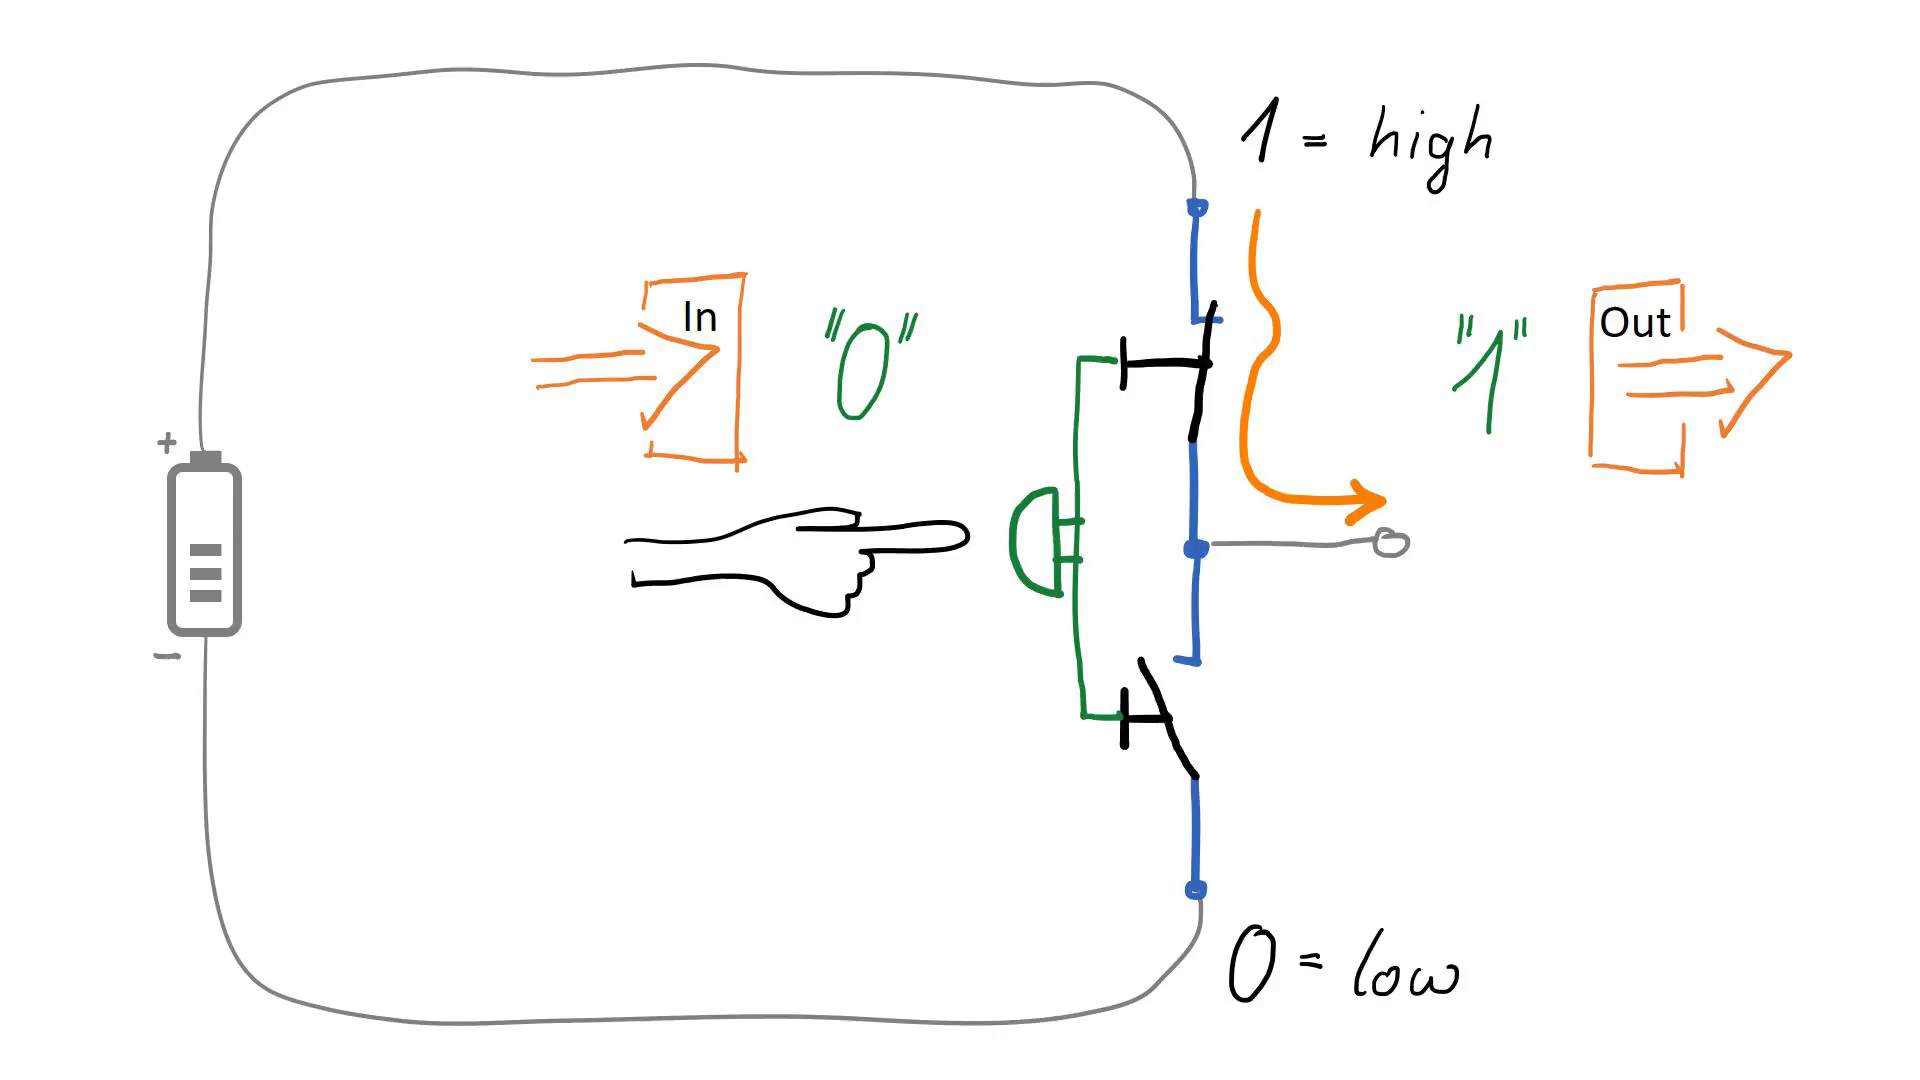 1 = high
In
"0"
"1"
Out
+
−
0 = low